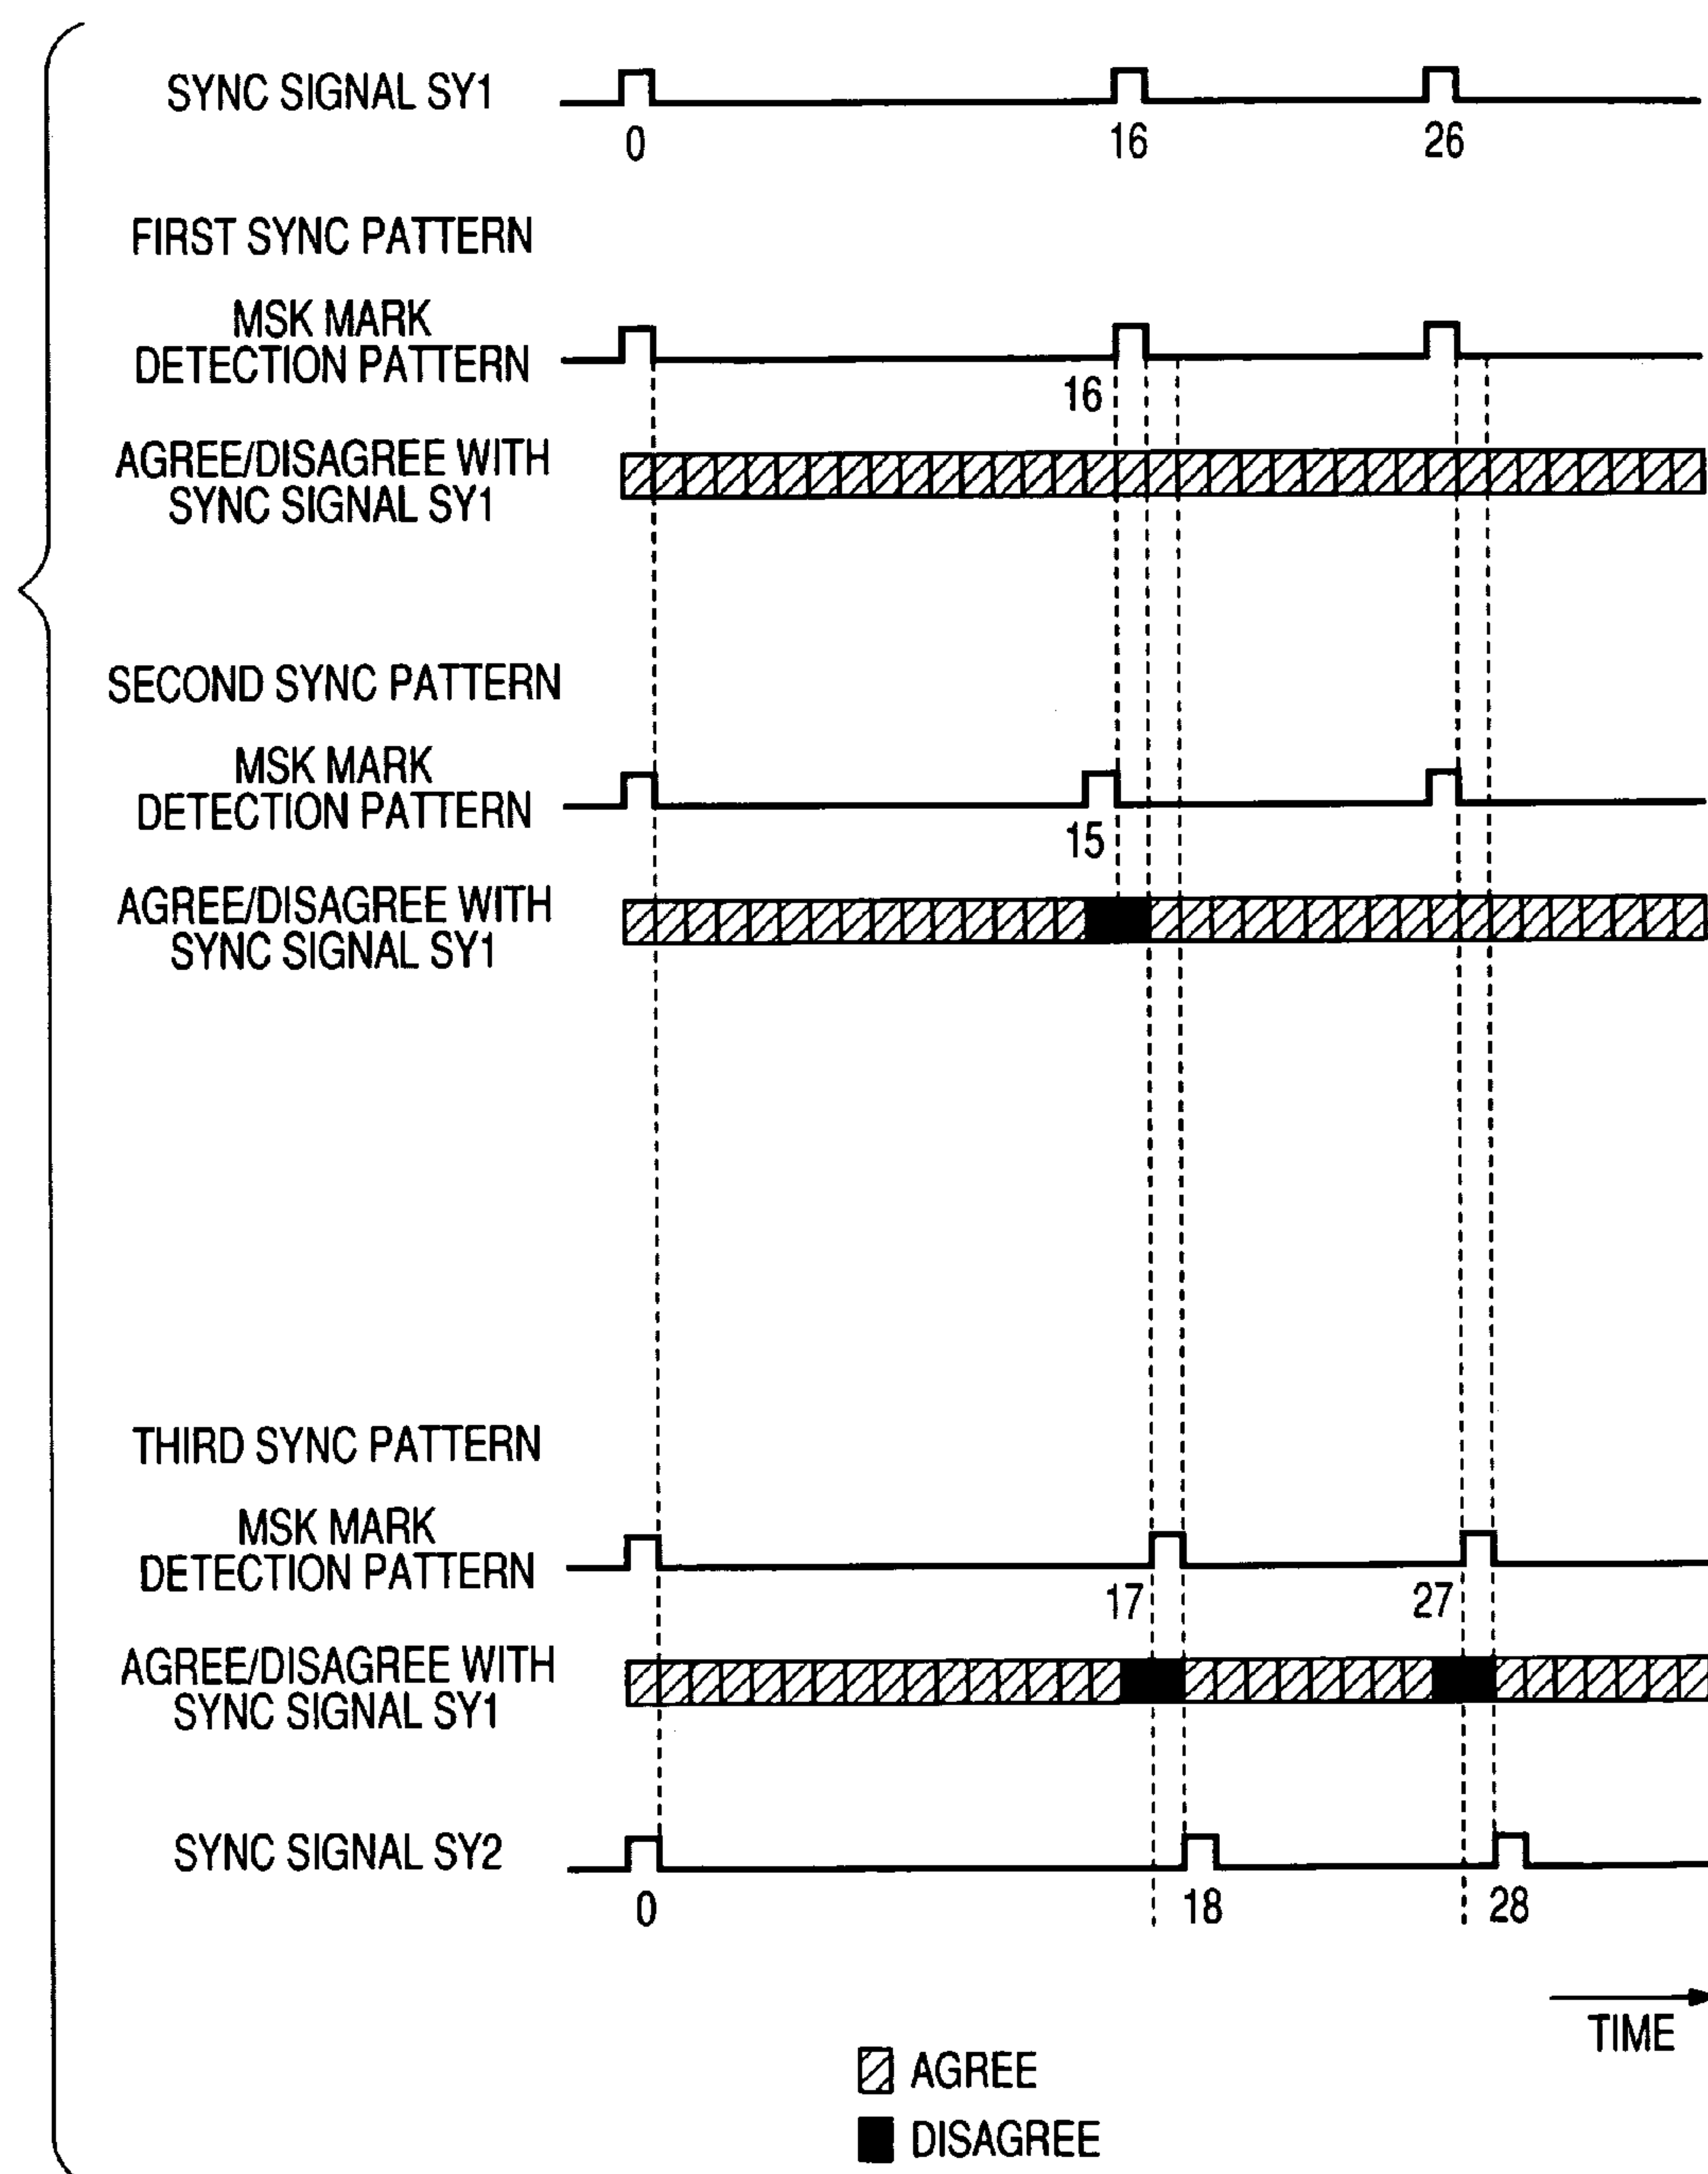 SYNC SIGNAL SY1
0 16 26
FIRST SYNC PATTERN
MSK MARK
DETECTION PATTERN
16
AGREE/DISAGREE WITH
SYNC SIGNAL SY1
SECOND SYNC PATTERN
MSK MARK
DETECTION PATTERN
15
AGREE/DISAGREE WITH
SYNC SIGNAL SY1
THIRD SYNC PATTERN
MSK MARK
DETECTION PATTERN
17 27
AGREE/DISAGREE WITH
SYNC SIGNAL SY1
SYNC SIGNAL SY2
0 18 28
TIME
AGREE
DISAGREE